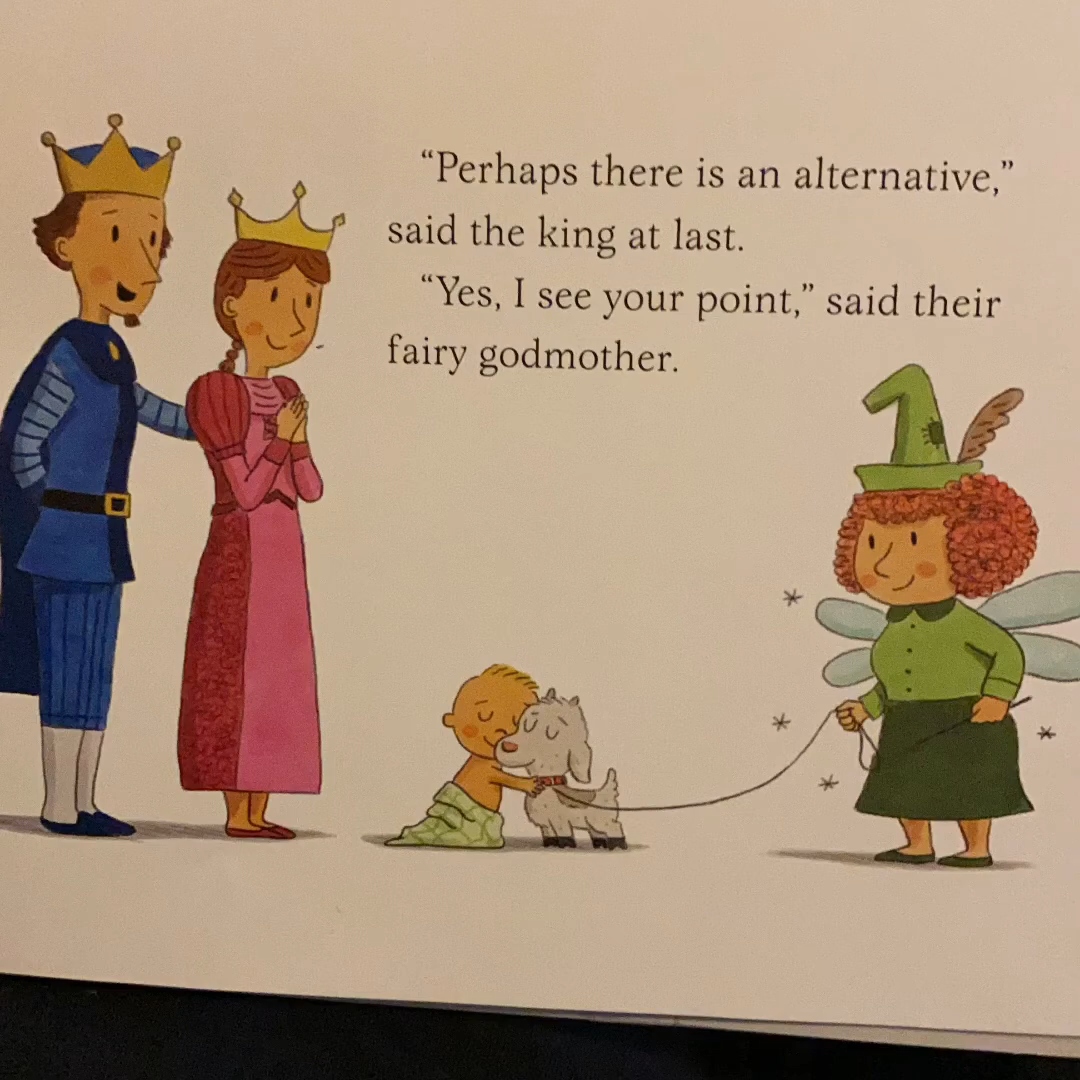 “Perhaps there is an alternative,”
said the king at last.
“Yes, I see your point,” said their
fairy godmother.